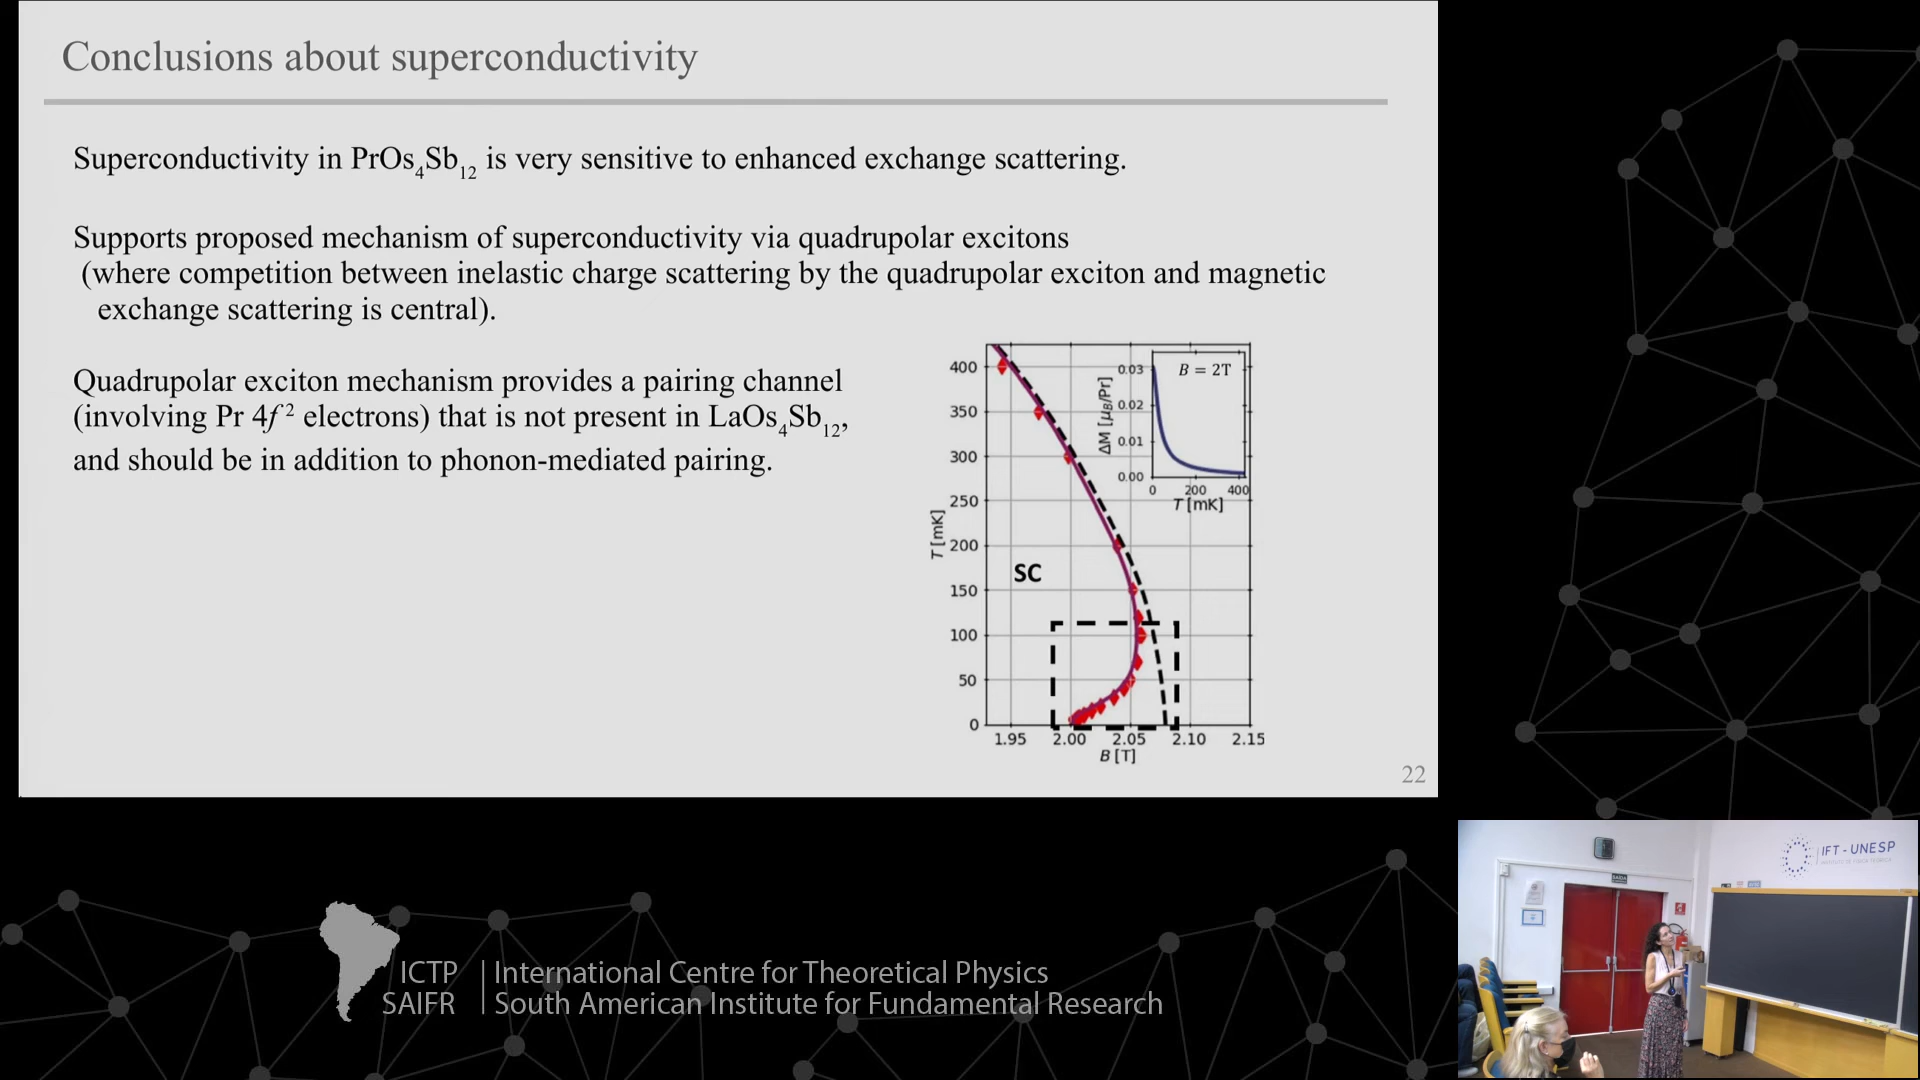 Conclusions about superconductivity
Superconductivity in PrOs4Sb12 is very sensitive to enhanced exchange scattering.
Supports proposed mechanism of superconductivity via quadrupolar excitons
(where competition between inelastic charge scattering by the quadrupolar exciton and magnetic
exchange scattering is central).
Quadrupolar exciton mechanism provides a pairing channel
(involving Pr 4f 2 electrons) that is not present in LaOs4Sb12,
and should be in addition to phonon-mediated pairing.
400
350
300
250
200
150
100
50
0
T [mK]
1.95 2.00 2.05 2.10 2.15
B [T]
SC
B = 2T
0.03
0.02
0.01
0.00
ΔM [μB/Pr]
0 200 400
T [mK]
22
IFT - UNESP
ICTP International Centre for Theoretical Physics
SAIFR South American Institute for Fundamental Research